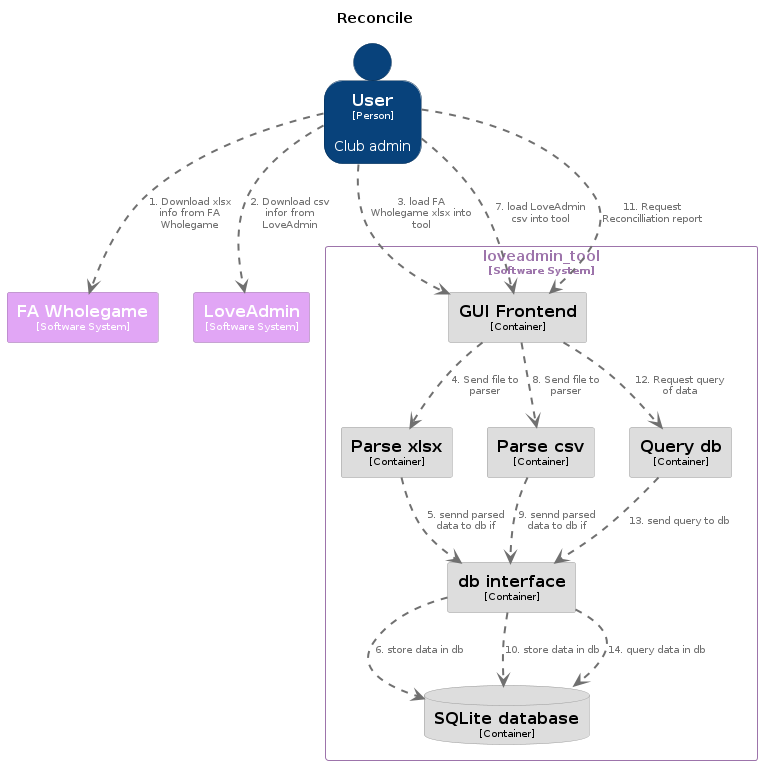 Reconcile
User
[Person]
Club admin
1. Download xlsx
info from FA
Wholegame
2. Download csv
infor from
LoveAdmin
3. load FA
Wholegame xlsx into
tool
7. load LoveAdmin
csv into tool
11. Request
Reconcilliation report
loveadmin_tool
[Software System]
FA Wholegame
[Software System]
LoveAdmin
[Software System]
GUI Frontend
[Container]
4. Send file to
parser
8. Send file to
parser
12. Request query
of data
Parse xlsx
[Container]
Parse csv
[Container]
Query db
[Container]
5. sennd parsed
data to db if
9. sennd parsed
data to db if
13. send query to db
db interface
[Container]
6. store data in db
10. store data in db
14. query data in db
SQLite database
[Container]